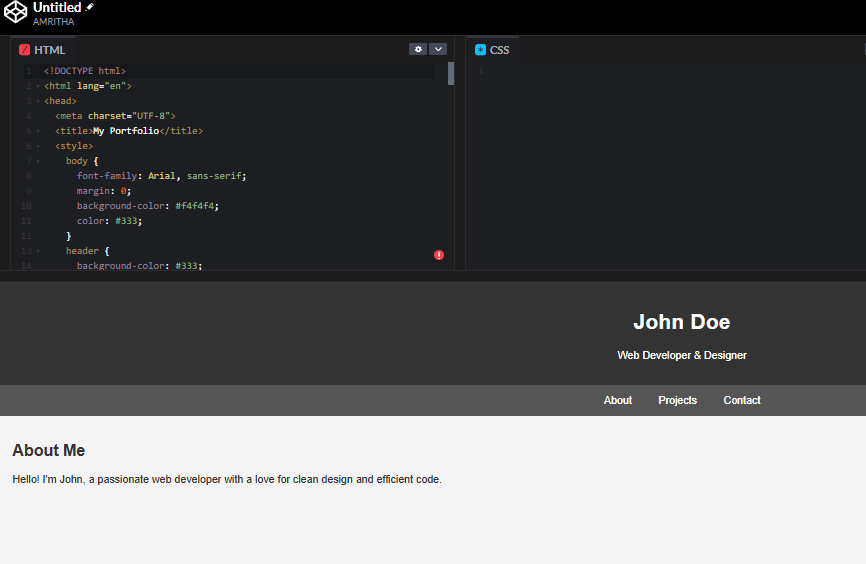 Untitled
AMRITHA
HTML
CSS
1 <!DOCTYPE html>
2 <html lang="en">
3 <head>
4 <meta charset="UTF-8">
5 <title>My Portfolio</title>
6 <style>
7 body {
8 font-family: Arial, sans-serif;
9 margin: 0;
10 background-color: #f4f4f4;
11 color: #333;
12 }
13 header {
14 background-color: #333;
1
John Doe
Web Developer & Designer
About Projects Contact
About Me
Hello! I'm John, a passionate web developer with a love for clean design and efficient code.